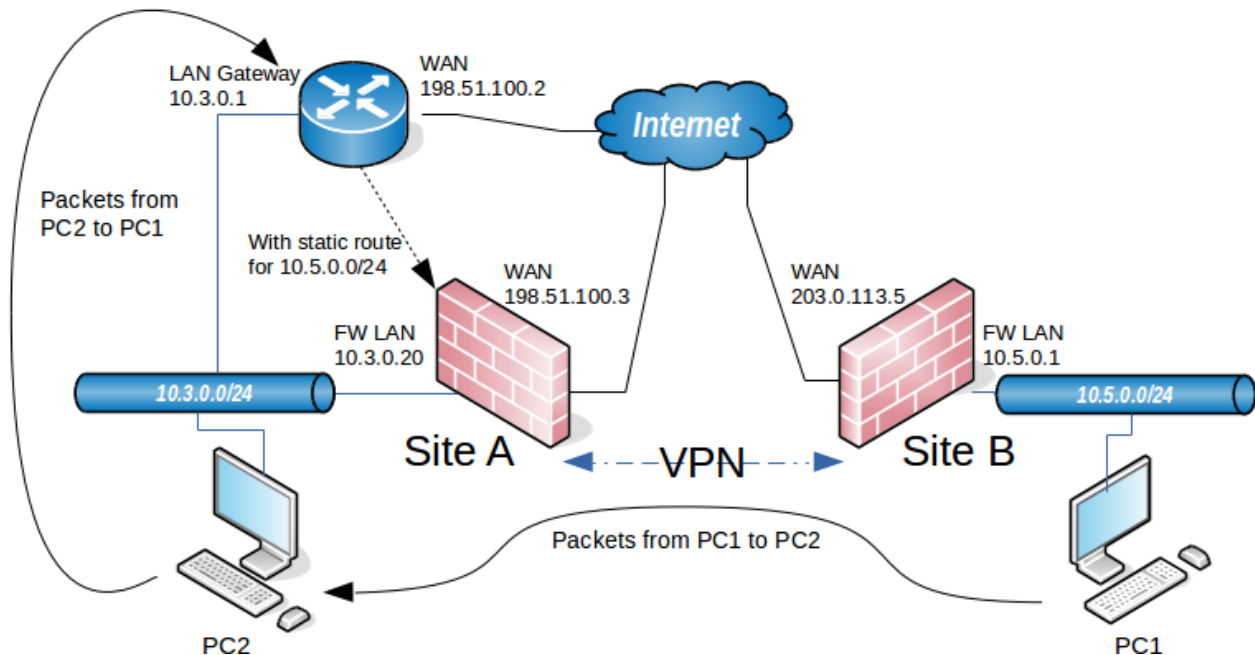 LAN Gateway
10.3.0.1
WAN
198.51.100.2
Internet
Packets from
PC2 to PC1
With static route
for 10.5.0.0/24
WAN
198.51.100.3
WAN
203.0.113.5
FW LAN
10.3.0.20
FW LAN
10.5.0.1
10.3.0.0/24
10.5.0.0/24
Site A
VPN
Site B
Packets from PC1 to PC2
PC2
PC1